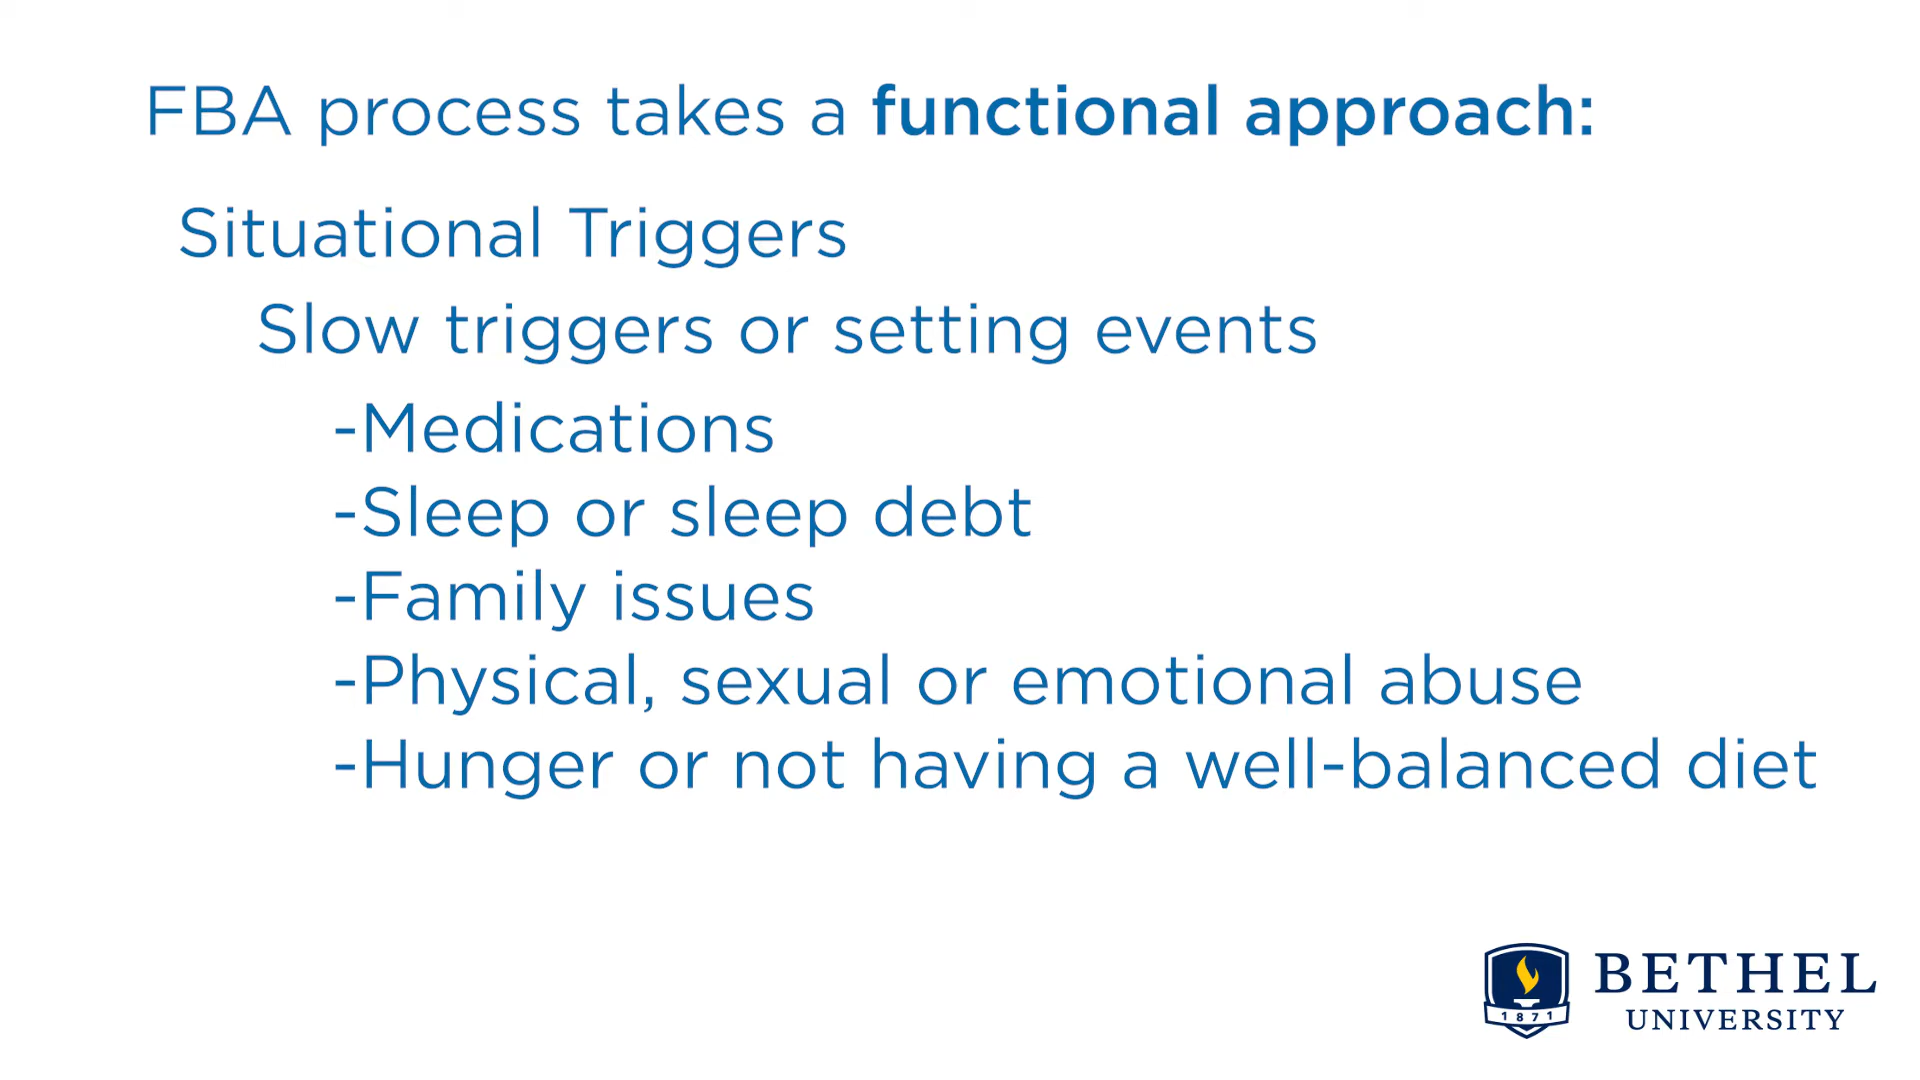 FBA process takes a functional approach:
Situational Triggers
Slow triggers or setting events
-Medications
-Sleep or sleep debt
-Family issues
-Physical, sexual or emotional abuse
-Hunger or not having a well-balanced diet
1871
BETHEL
UNIVERSITY